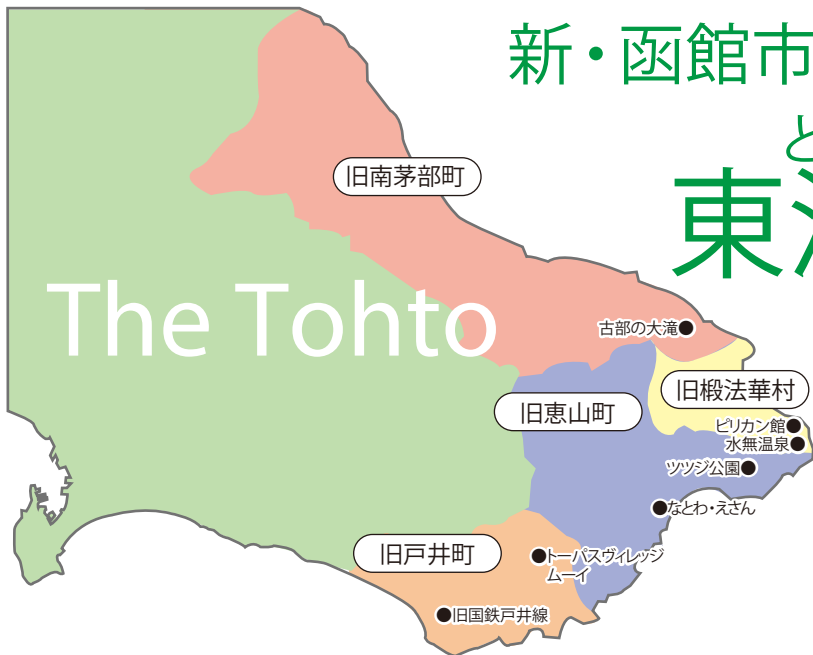 新・函館市
と
東
旧南茅部町
The Tohto
古部の大滝
旧椴法華村
旧恵山町
ピリカン館
水無温泉
ツツジ公園
なとわ・えさん
旧戸井町
トーパスヴィレッジ
ムーイ
旧国鉄戸井線